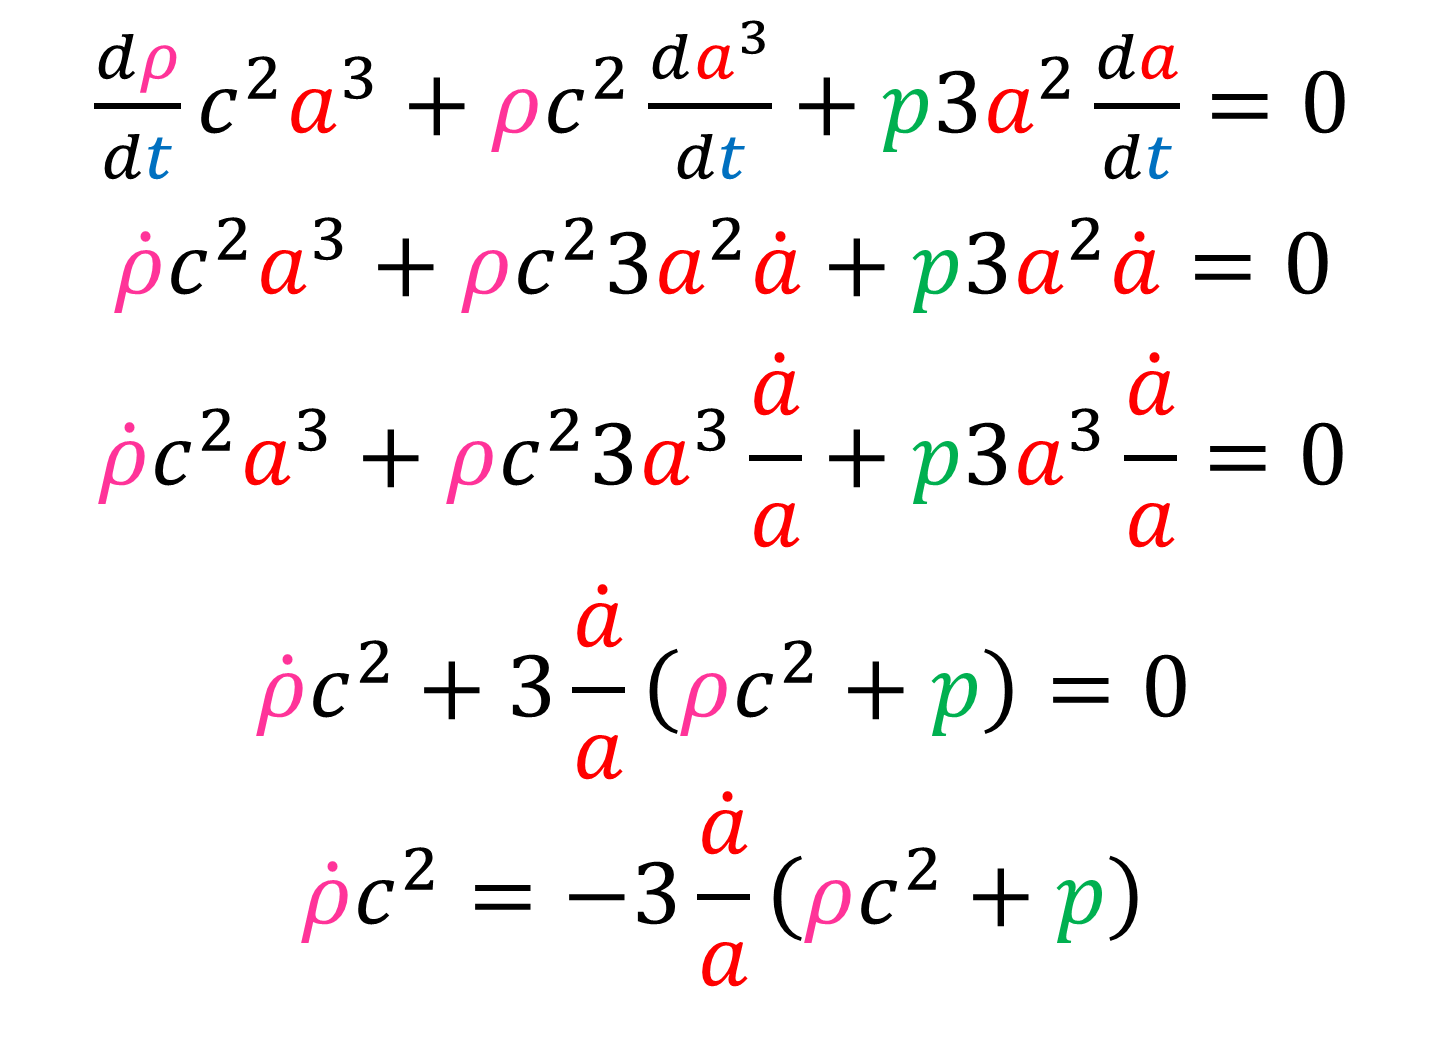 dρ/dt c²a³ + ρc² da³/dt + p3a² da/dt = 0
ρ̇c²a³ + ρc²3a²ȧ + p3a²ȧ = 0
ρ̇c²a³ + ρc²3a³ ȧ/a + p3a³ ȧ/a = 0
ρ̇c² + 3 ȧ/a (ρc² + p) = 0
ρ̇c² = −3 ȧ/a (ρc² + p)